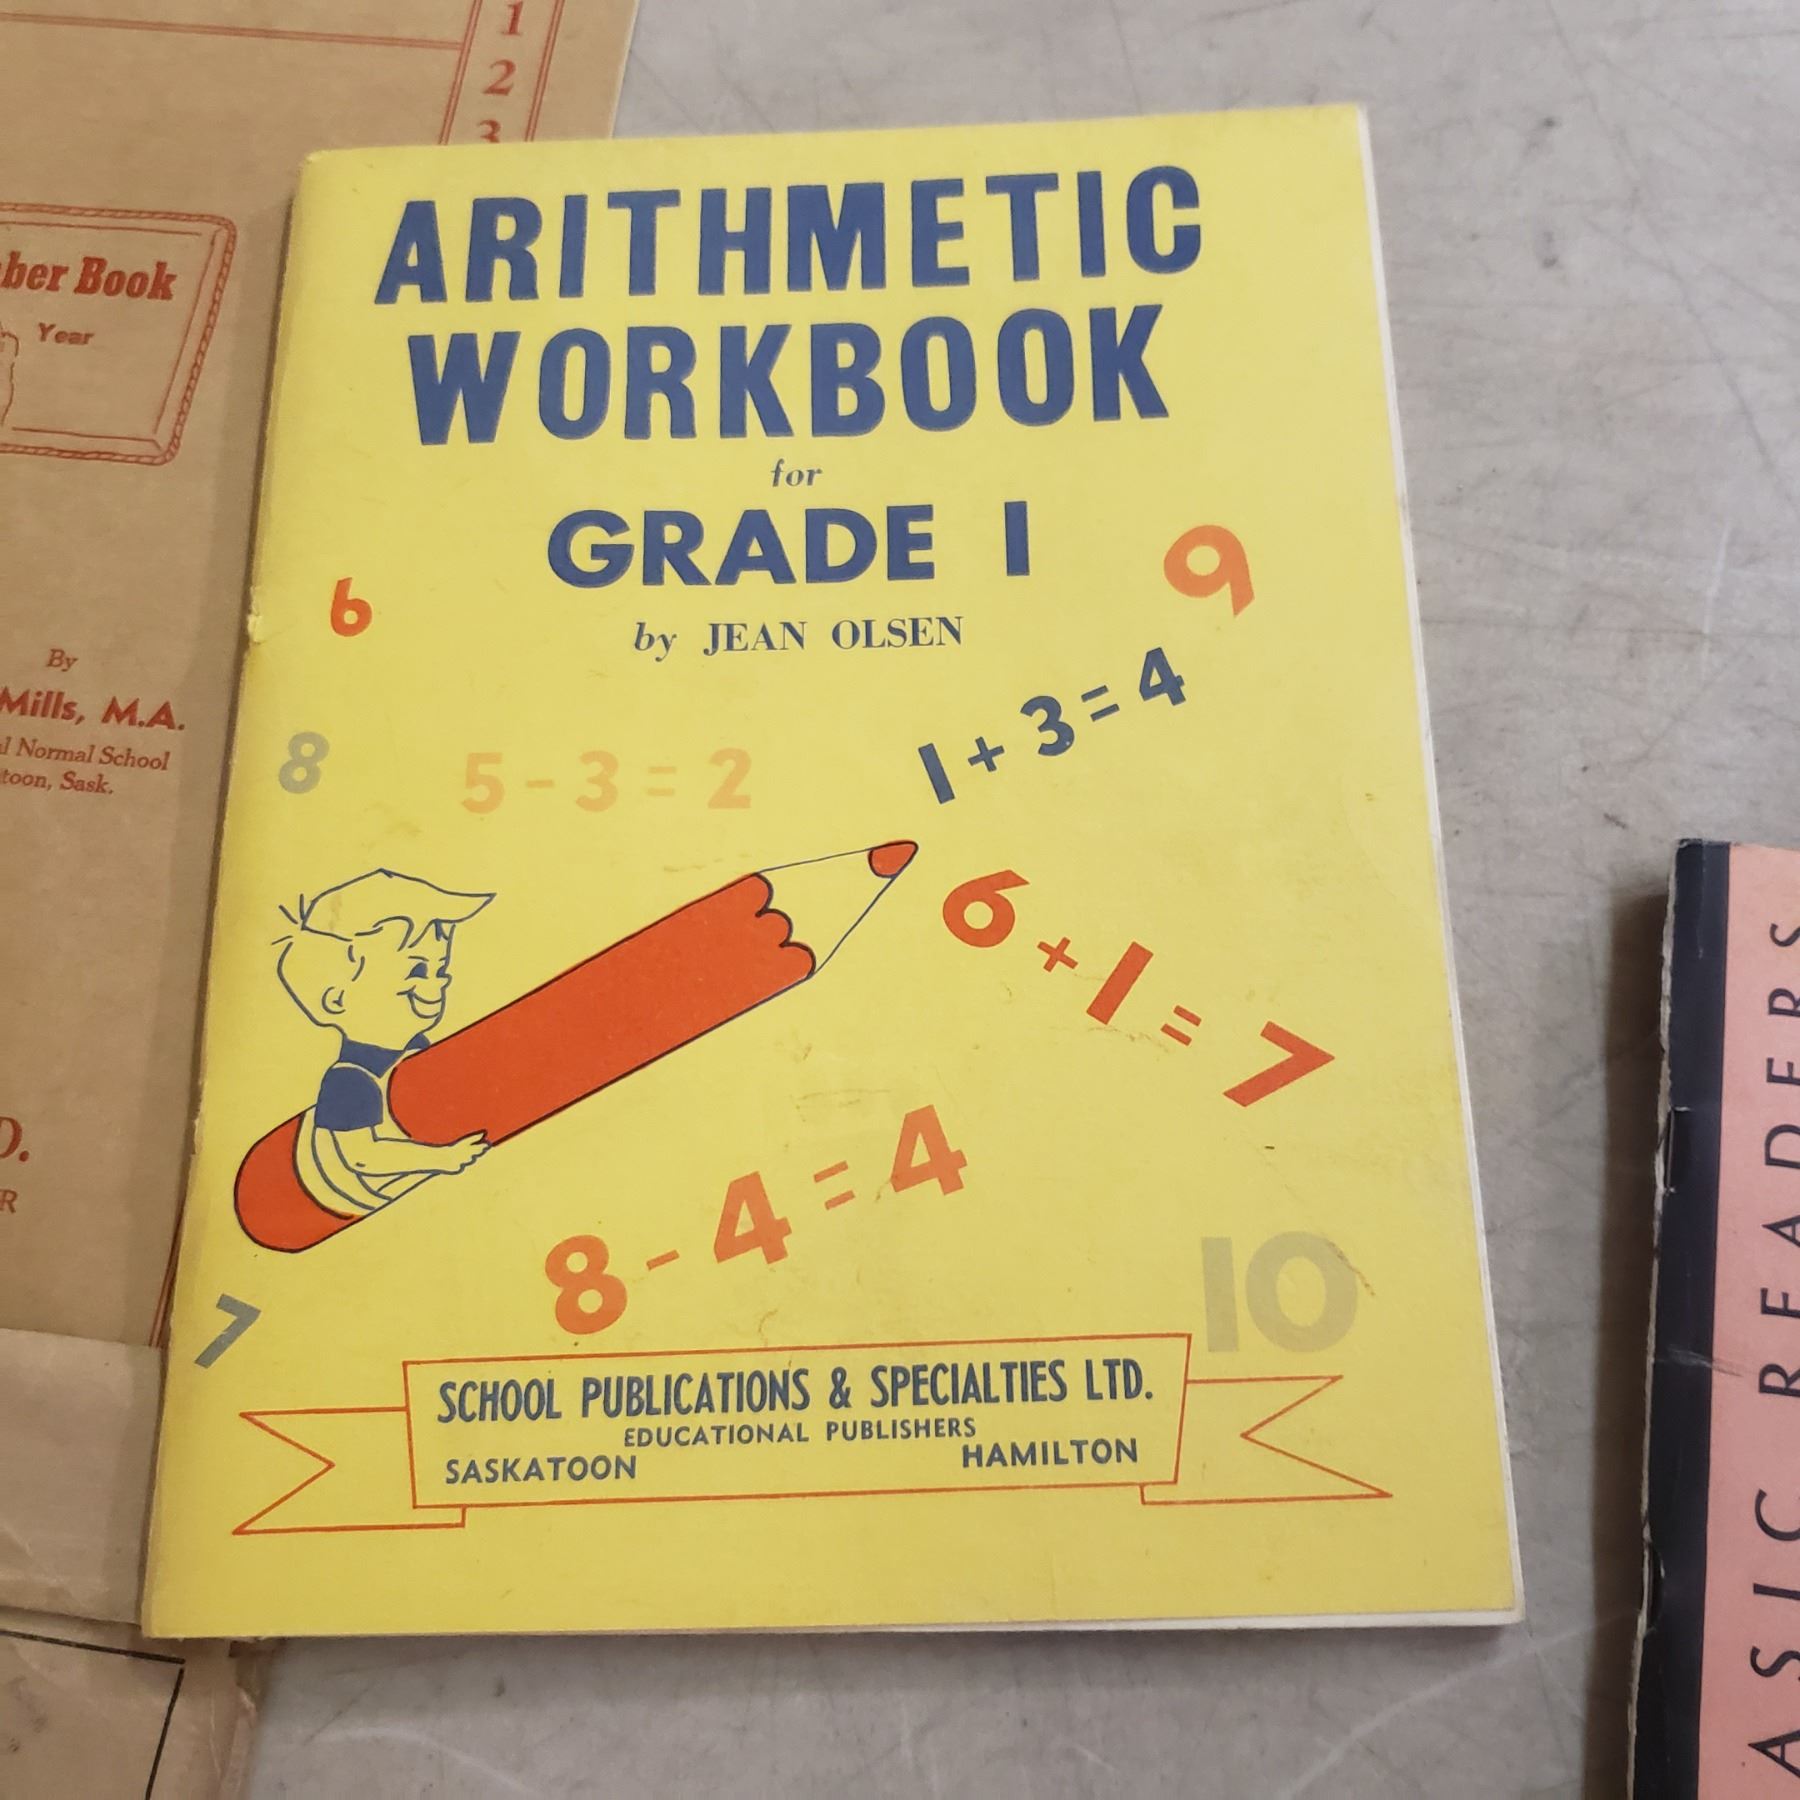 1
2
3
ber Book
Year
By
Mills, M.A.
Normal School
toon, Sask.
D.
R
ARITHMETIC
WORKBOOK
for
GRADE 1
by JEAN OLSEN
9
6
1 + 3 = 4
8
5 - 3 = 2
6 + 1 = 7
8 - 4 = 4
10
7
SCHOOL PUBLICATIONS & SPECIALTIES LTD.
EDUCATIONAL PUBLISHERS
SASKATOON HAMILTON
ASIC READERS